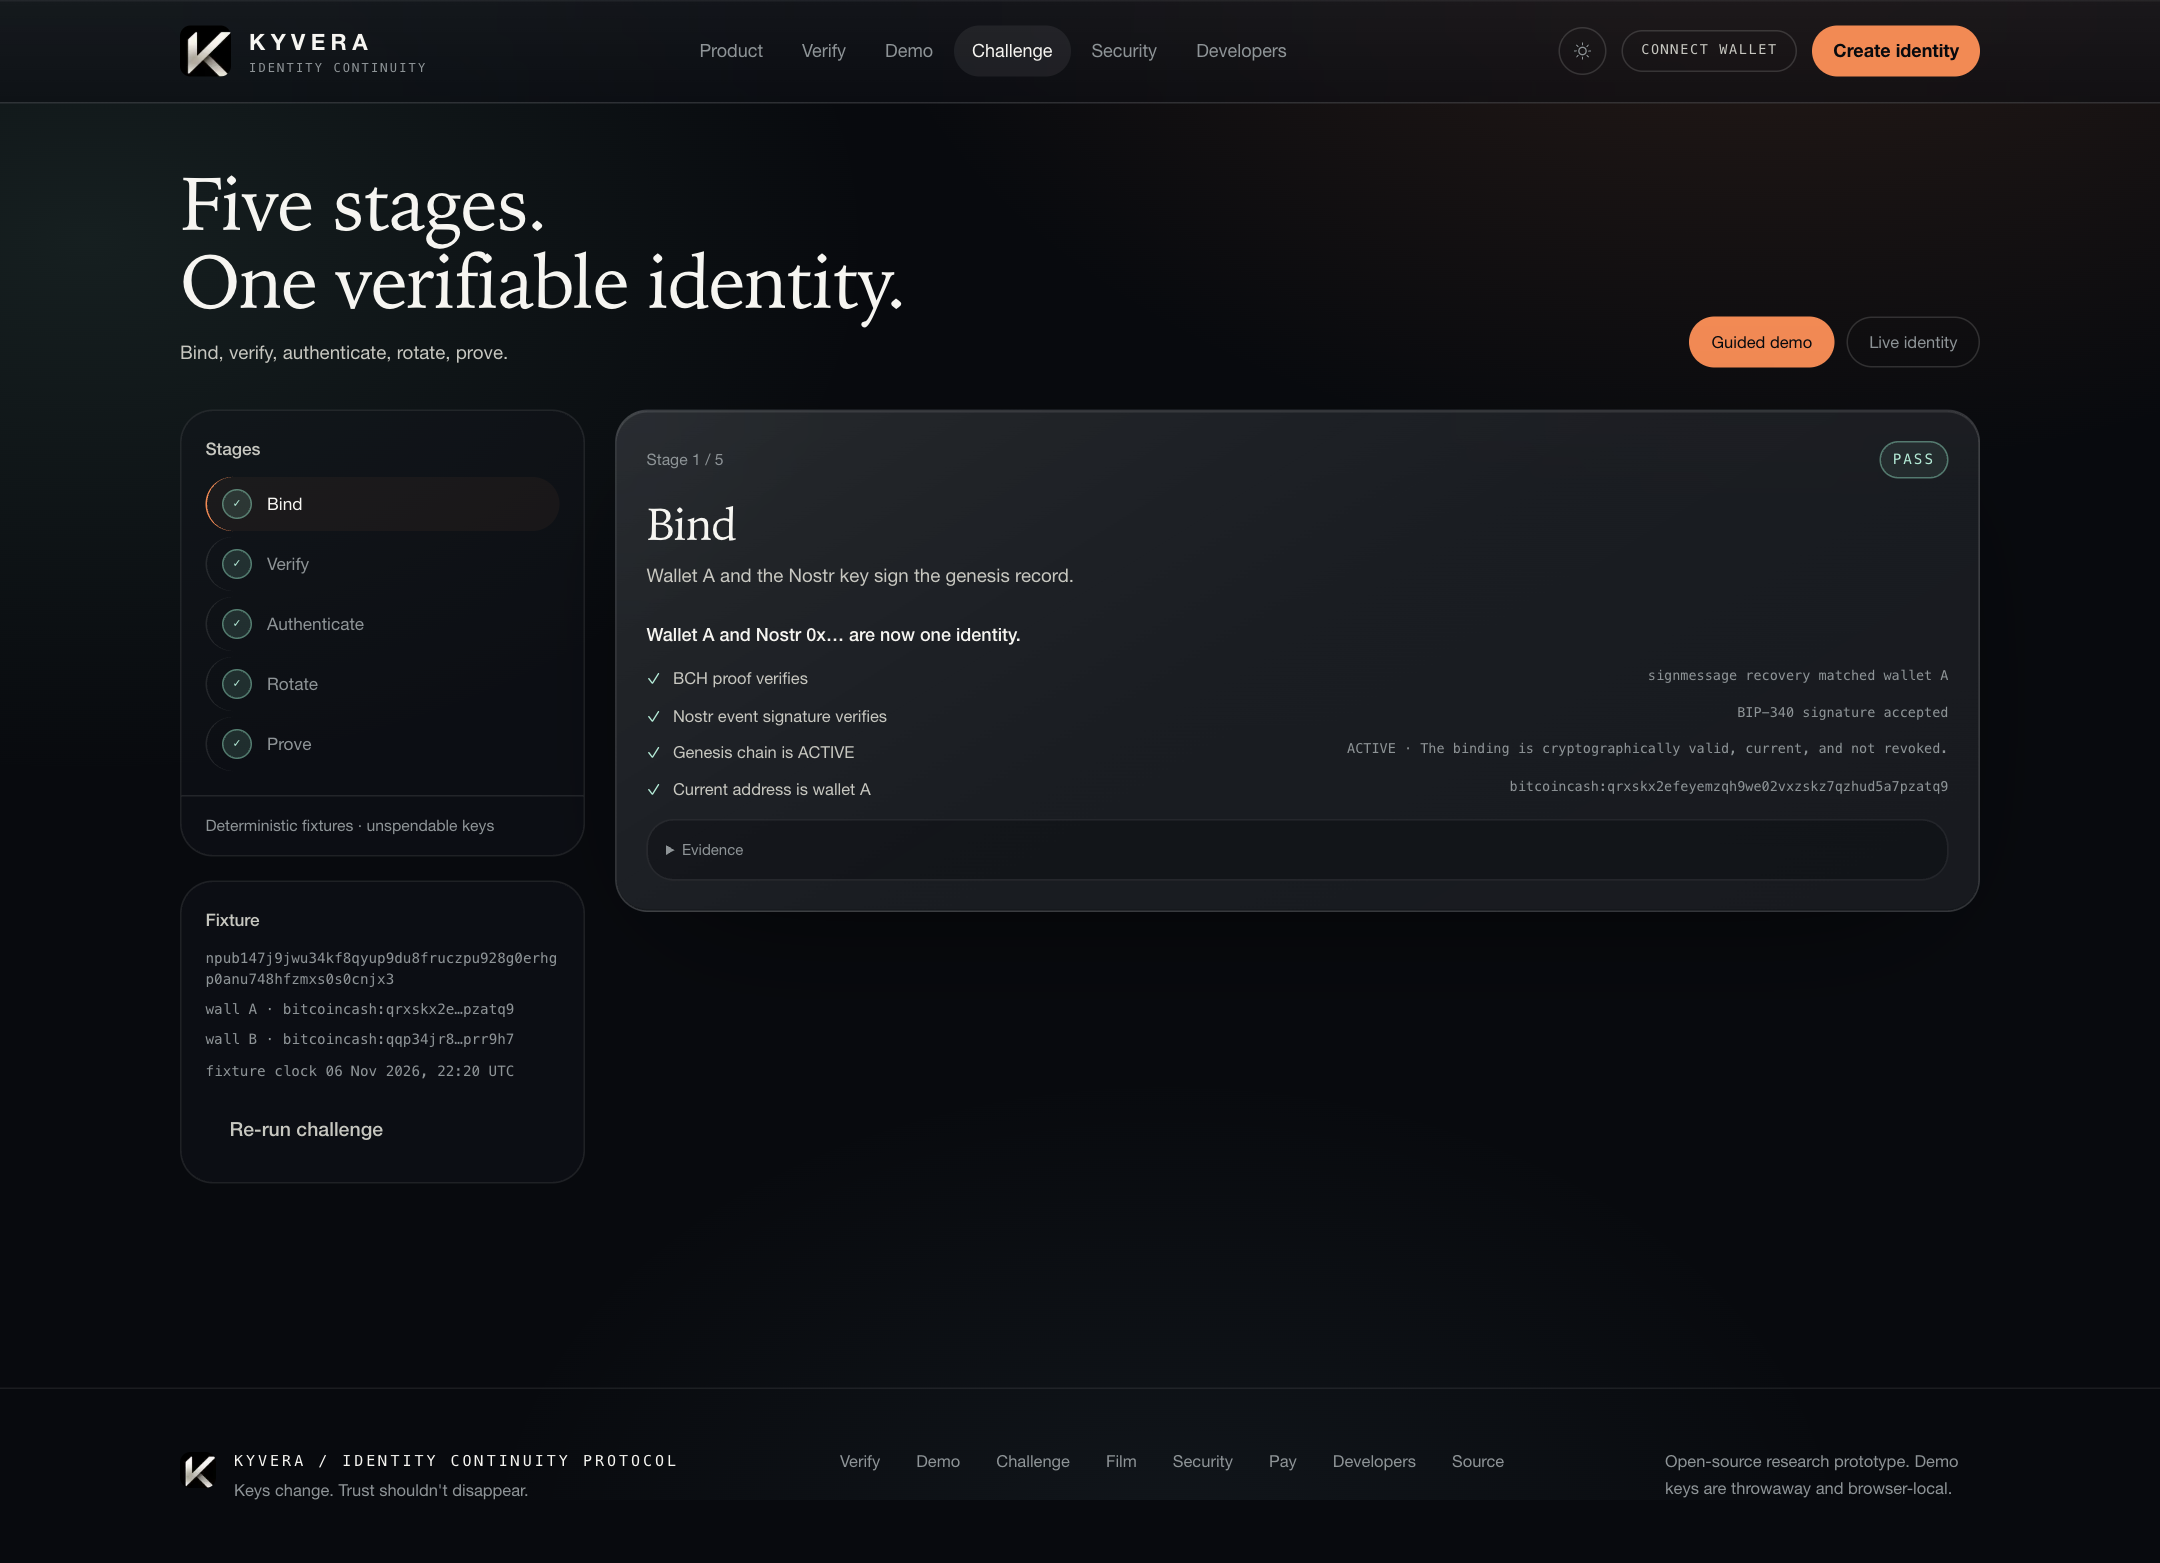 KYVERA
IDENTITY CONTINUITY
Product
Verify
Demo
Challenge
Security
Developers
CONNECT WALLET
Create identity
Five stages.
One verifiable identity.
Bind, verify, authenticate, rotate, prove.
Guided demo
Live identity
Stages
✓ Bind
✓ Verify
✓ Authenticate
✓ Rotate
✓ Prove
Deterministic fixtures · unspendable keys
Fixture
npub147j9jwu34kf8qyup9du8fruczpu928g0erhg
p0anu748hfzmxs0s0cnjx3
wall A · bitcoincash:qrxskx2e…pzatq9
wall B · bitcoincash:qqp34jr8…prr9h7
fixture clock 06 Nov 2026, 22:20 UTC
Re-run challenge
Stage 1 / 5
PASS
Bind
Wallet A and the Nostr key sign the genesis record.
Wallet A and Nostr 0x… are now one identity.
✓ BCH proof verifies
signmessage recovery matched wallet A
✓ Nostr event signature verifies
BIP-340 signature accepted
✓ Genesis chain is ACTIVE
ACTIVE · The binding is cryptographically valid, current, and not revoked.
✓ Current address is wallet A
bitcoincash:qrxskx2efeyemzqh9we02vxzskz7qzhud5a7pzatq9
▶ Evidence
KYVERA / IDENTITY CONTINUITY PROTOCOL
Keys change. Trust shouldn't disappear.
Verify
Demo
Challenge
Film
Security
Pay
Developers
Source
Open-source research prototype. Demo
keys are throwaway and browser-local.